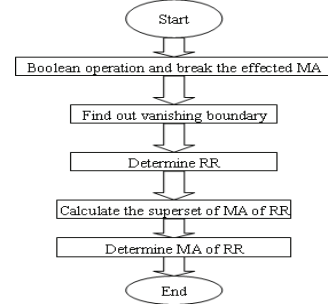 Start
Boolean operation and break the effected MA
Find out vanishing boundary
Determine RR
Calculate the superset of MA of RR
Determine MA of RR
End